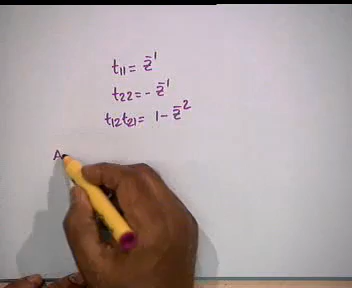 t₁₁ = z̄¹
t₂₂ = - z̄¹
t₁₂t₂₁ = 1 - z̄²
A